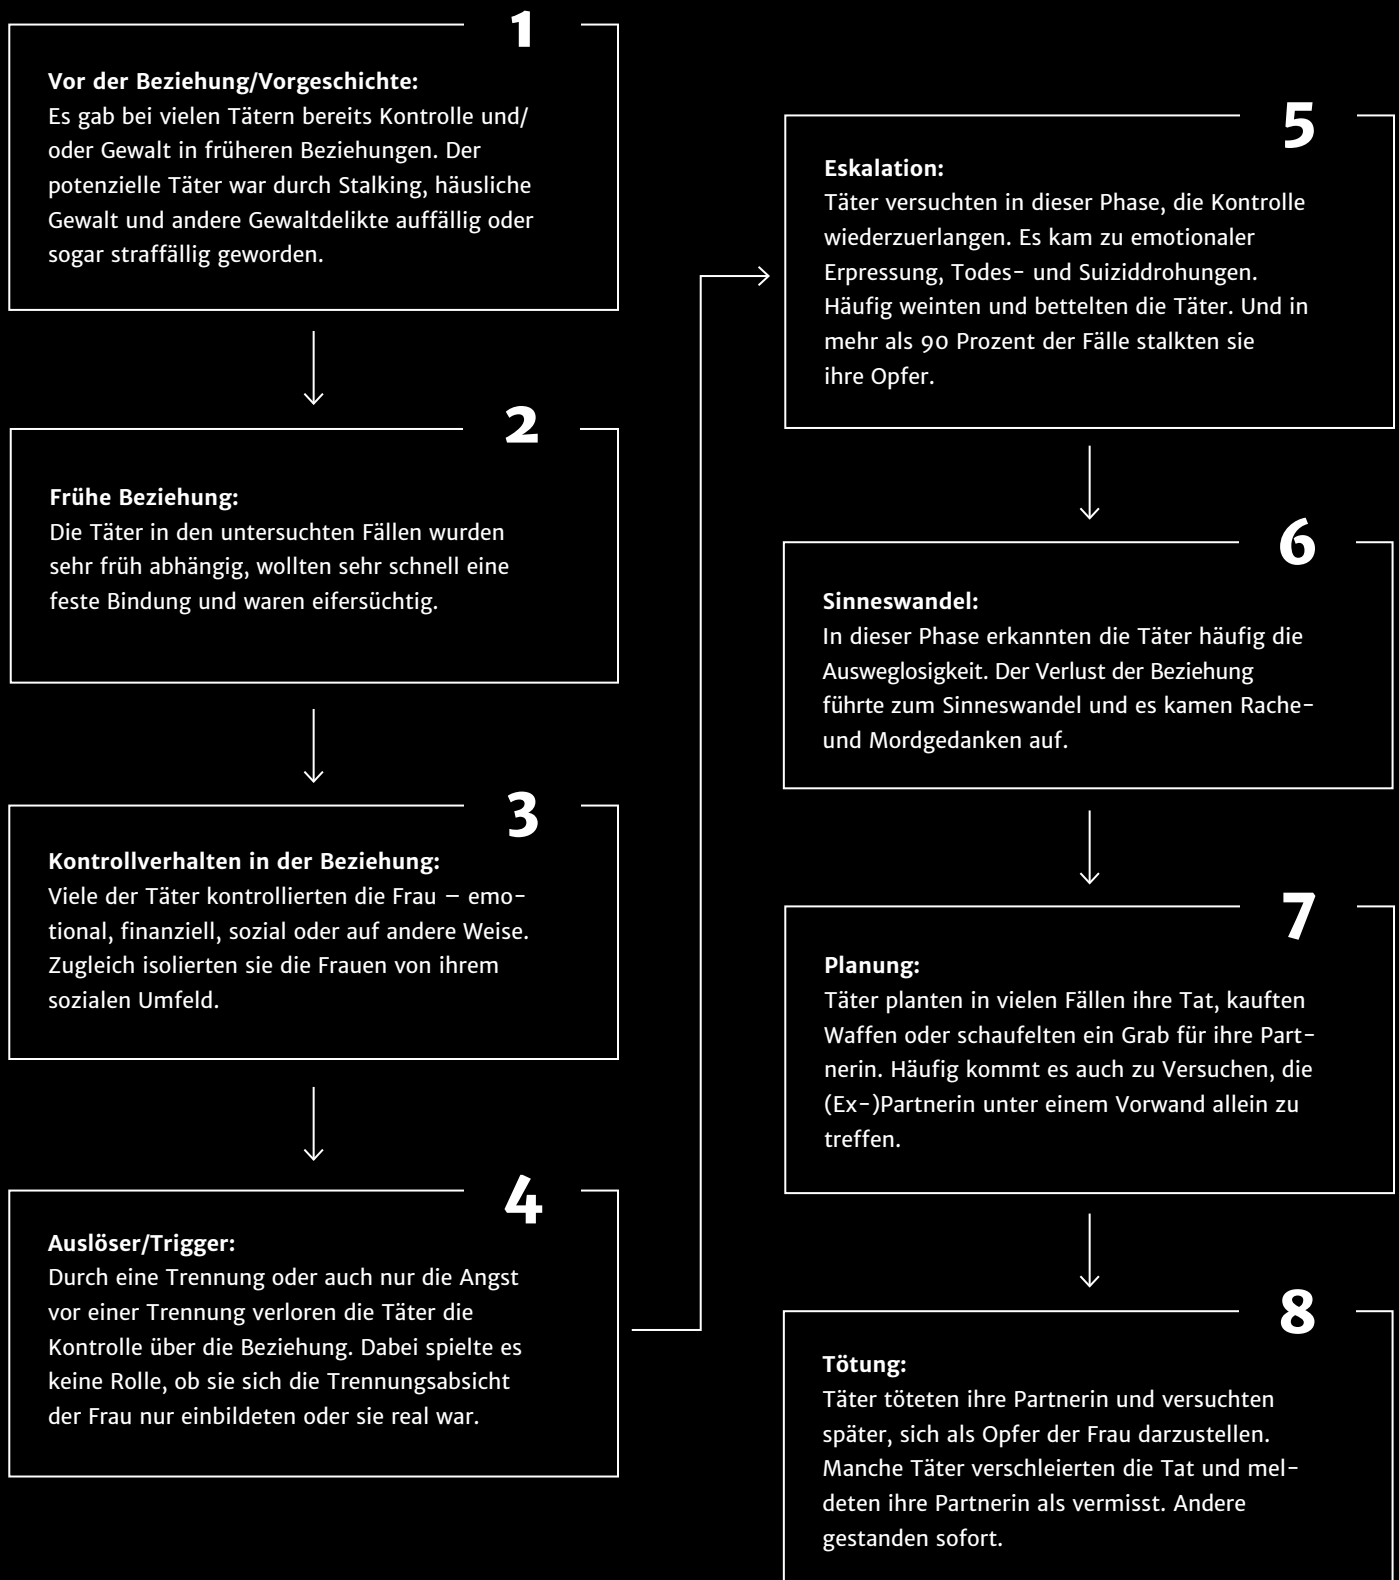 1
Vor der Beziehung/Vorgeschichte:
Es gab bei vielen Tätern bereits Kontrolle und/
oder Gewalt in früheren Beziehungen. Der
potenzielle Täter war durch Stalking, häusliche
Gewalt und andere Gewaltdelikte auffällig oder
sogar straffällig geworden.
2
Frühe Beziehung:
Die Täter in den untersuchten Fällen wurden
sehr früh abhängig, wollten sehr schnell eine
feste Bindung und waren eifersüchtig.
3
Kontrollverhalten in der Beziehung:
Viele der Täter kontrollierten die Frau – emo-
tional, finanziell, sozial oder auf andere Weise.
Zugleich isolierten sie die Frauen von ihrem
sozialen Umfeld.
4
Auslöser/Trigger:
Durch eine Trennung oder auch nur die Angst
vor einer Trennung verloren die Täter die
Kontrolle über die Beziehung. Dabei spielte es
keine Rolle, ob sie sich die Trennungsabsicht
der Frau nur einbildeten oder sie real war.
5
Eskalation:
Täter versuchten in dieser Phase, die Kontrolle
wiederzuerlangen. Es kam zu emotionaler
Erpressung, Todes- und Suiziddrohungen.
Häufig weinten und bettelten die Täter. Und in
mehr als 90 Prozent der Fälle stalkten sie
ihre Opfer.
6
Sinneswandel:
In dieser Phase erkannten die Täter häufig die
Ausweglosigkeit. Der Verlust der Beziehung
führte zum Sinneswandel und es kamen Rache-
und Mordgedanken auf.
7
Planung:
Täter planten in vielen Fällen ihre Tat, kauften
Waffen oder schaufelten ein Grab für ihre Part-
nerin. Häufig kommt es auch zu Versuchen, die
(Ex-)Partnerin unter einem Vorwand allein zu
treffen.
8
Tötung:
Täter töteten ihre Partnerin und versuchten
später, sich als Opfer der Frau darzustellen.
Manche Täter verschleierten die Tat und mel-
deten ihre Partnerin als vermisst. Andere
gestanden sofort.